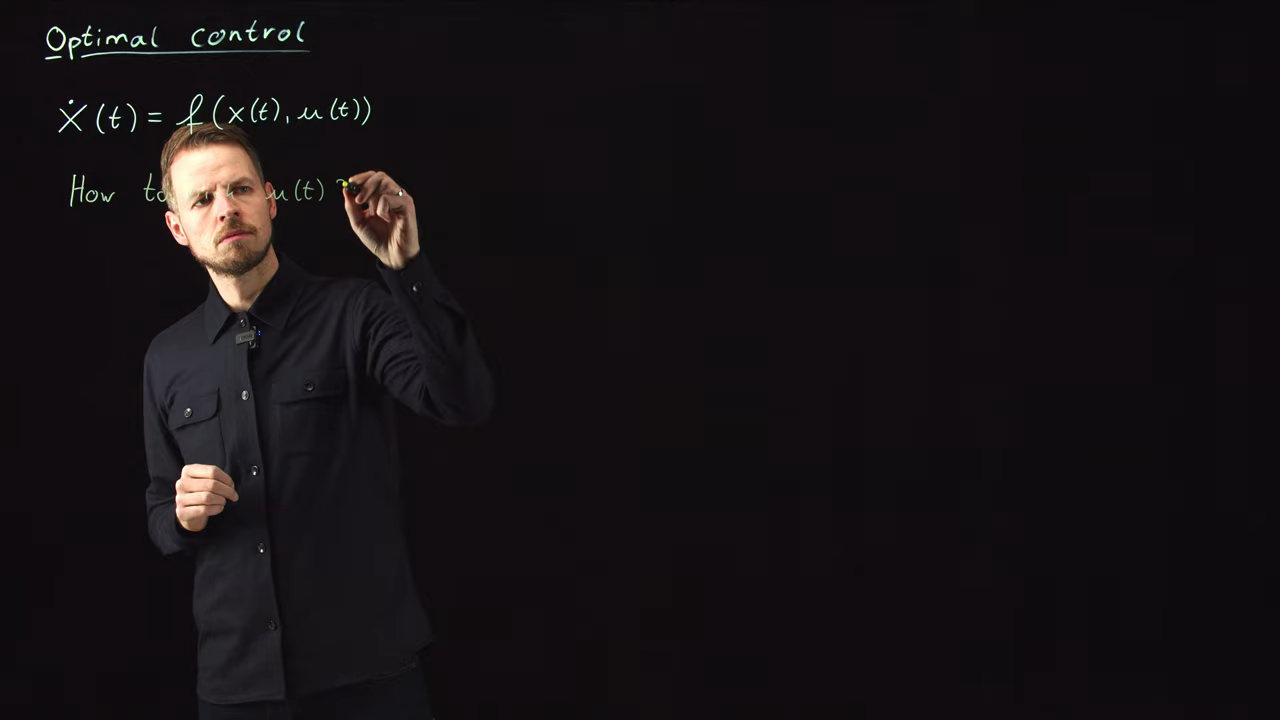 Optimal control
ẋ(t) = f(x(t), u(t))
How to u(t) ?